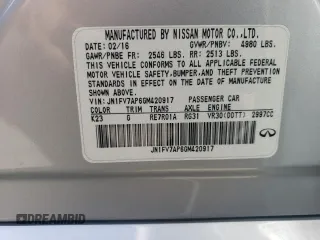 MANUFACTURED BY NISSAN MOTOR CO.,LTD.
DATE: 02/16 GVWR/PNBV: 4980 LBS.
GAWR/PNBE FR: 2546 LBS. RR: 2513 LBS.
THIS VEHICLE CONFORMS TO ALL APPLICABLE FEDERAL
MOTOR VEHICLE SAFETY,BUMPER,AND THEFT PREVENTION
STANDARDS IN EFFECT ON THE DATE OF MANUFACTURE
SHOWN ABOVE.
VIN: JN1FV7AP6GM420917 PASSENGER CAR
COLOR TRIM TRANS AXLE ENGINE
K23 G RE7R01A RG31 VR30(DDTT) 2997CC
JN1FV7AP6GM420917
INFINITI
DREAMBID